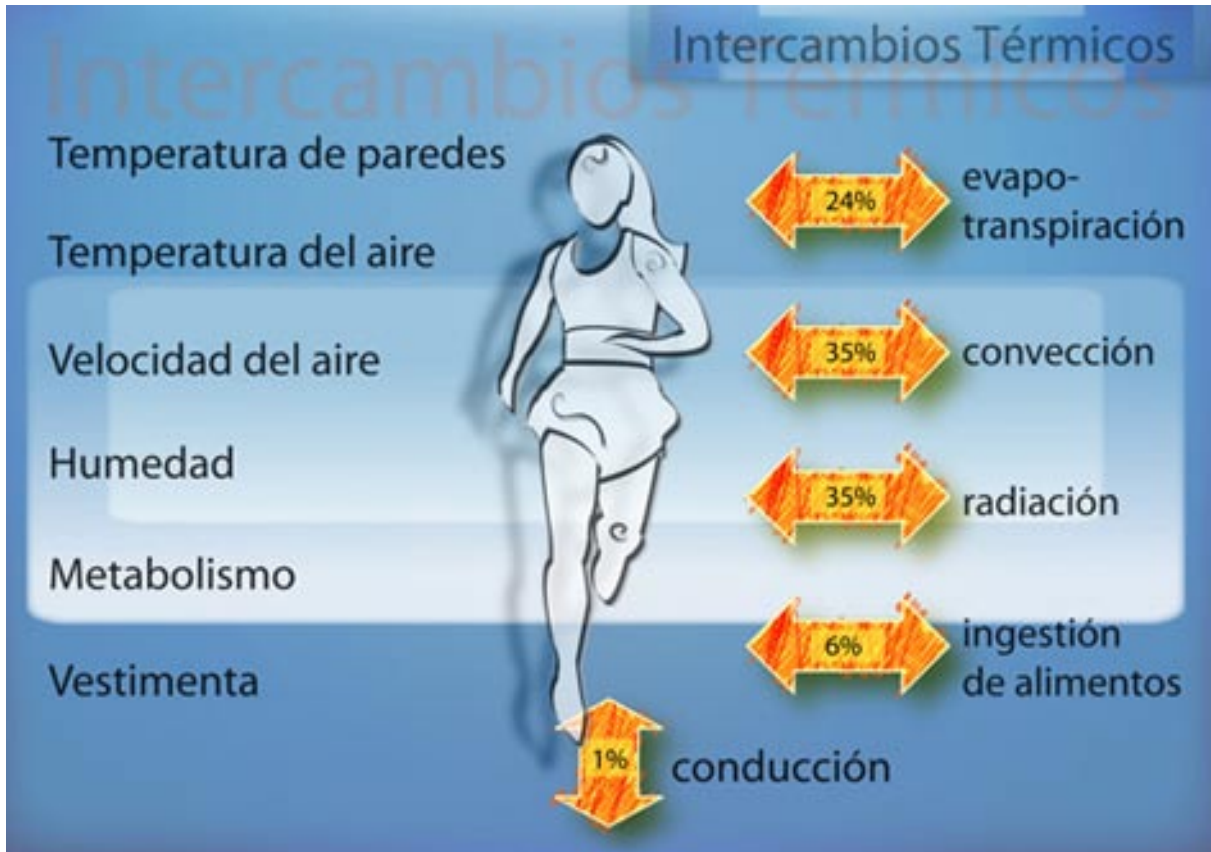 Intercambios Térmicos
Intercambios Térmicos
Temperatura de paredes
Temperatura del aire
Velocidad del aire
Humedad
Metabolismo
Vestimenta
24%
evapo-
transpiración
35%
convección
35%
radiación
6%
ingestión
de alimentos
1%
conducción